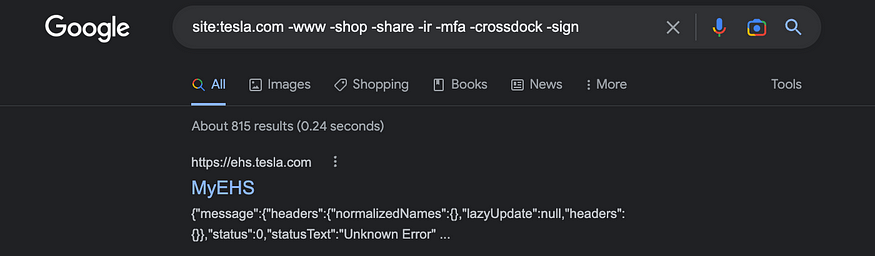 Google
site:tesla.com -www -shop -share -ir -mfa -crossdock -sign
All Images Shopping Books News More Tools
About 815 results (0.24 seconds)
https://ehs.tesla.com
MyEHS
{"message":{"headers":{"normalizedNames":{},"lazyUpdate":null,"headers":
{}},"status":0,"statusText":"Unknown Error" ...